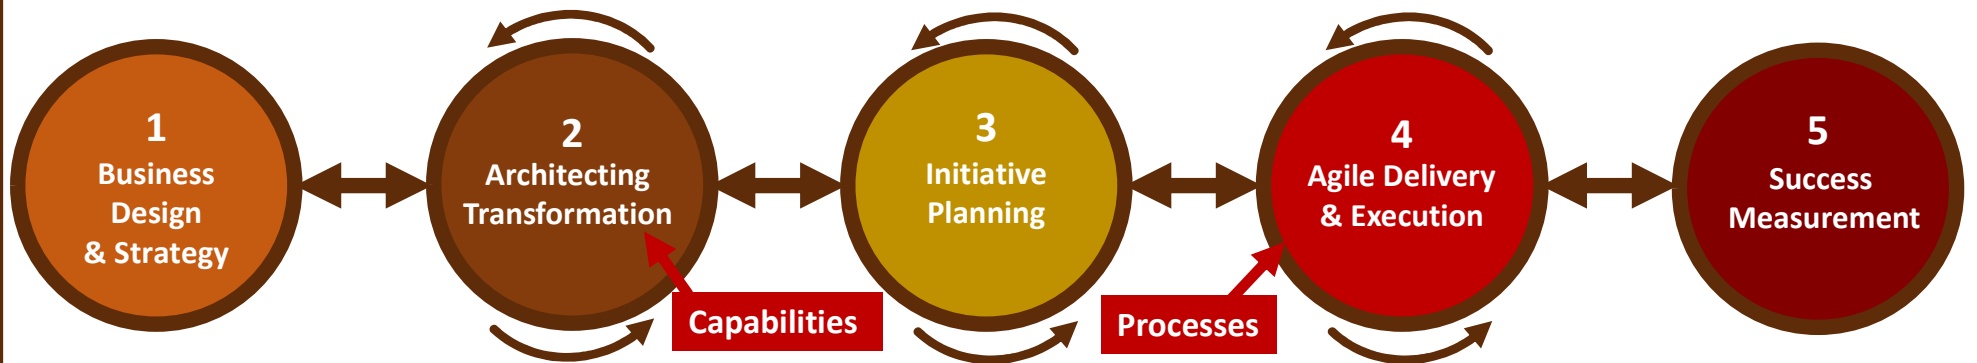 1
Business
Design
& Strategy
2
Architecting
Transformation
3
Initiative
Planning
4
Agile Delivery
& Execution
5
Success
Measurement
Capabilities
Processes